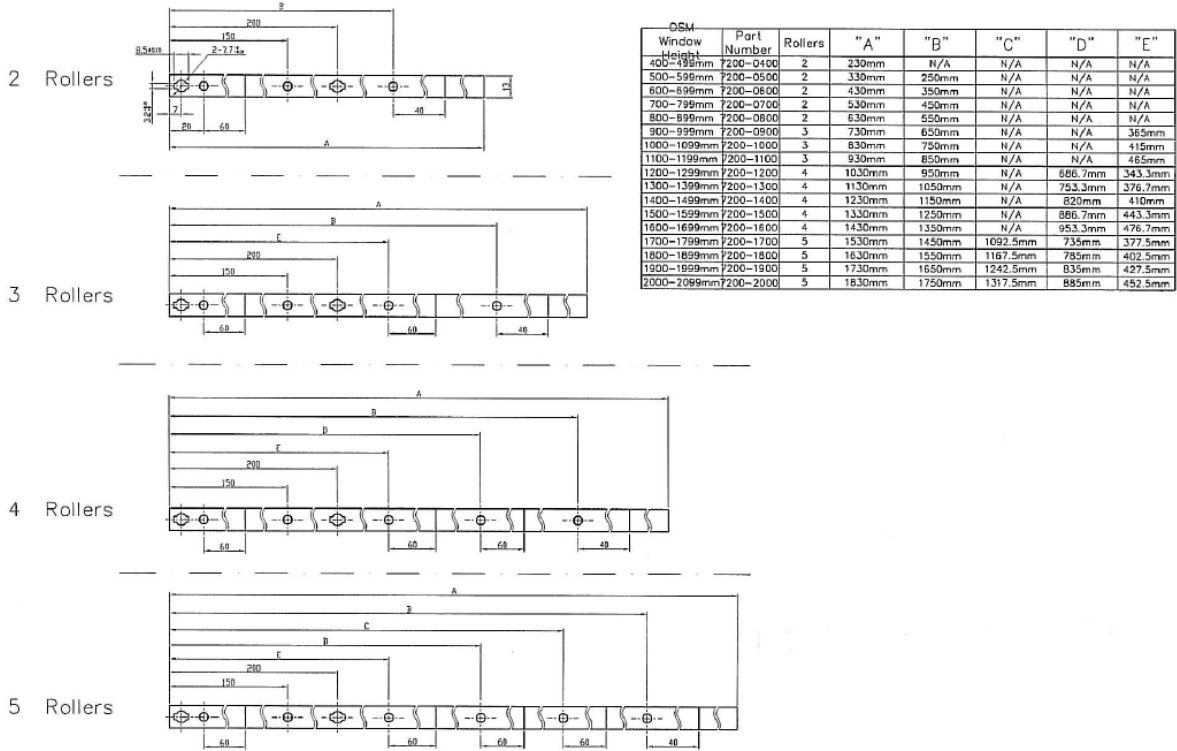 B
200
150
8.5±0.10
2-7.7
2 Rollers
13
3.2
7
40
20
60
A
OSM Window Height Part Number Rollers "A" "B" "C" "D" "E"
400-499mm 7200-0400 2 230mm N/A N/A N/A N/A
500-599mm 7200-0500 2 330mm 250mm N/A N/A N/A
600-699mm 7200-0600 2 430mm 350mm N/A N/A N/A
700-799mm 7200-0700 2 530mm 450mm N/A N/A N/A
800-899mm 7200-0800 2 630mm 550mm N/A N/A N/A
900-999mm 7200-0900 3 730mm 650mm N/A N/A 365mm
1000-1099mm 7200-1000 3 830mm 750mm N/A N/A 415mm
1100-1199mm 7200-1100 3 930mm 850mm N/A N/A 465mm
1200-1299mm 7200-1200 4 1030mm 950mm N/A 686.7mm 343.3mm
1300-1399mm 7200-1300 4 1130mm 1050mm N/A 753.3mm 376.7mm
1400-1499mm 7200-1400 4 1230mm 1150mm N/A 820mm 410mm
1500-1599mm 7200-1500 4 1330mm 1250mm N/A 886.7mm 443.3mm
1600-1699mm 7200-1600 4 1430mm 1350mm N/A 953.3mm 476.7mm
1700-1799mm 7200-1700 5 1530mm 1450mm 1092.5mm 735mm 377.5mm
1800-1899mm 7200-1800 5 1630mm 1550mm 1167.5mm 785mm 402.5mm
1900-1999mm 7200-1900 5 1730mm 1650mm 1242.5mm 835mm 427.5mm
2000-2099mm 7200-2000 5 1830mm 1750mm 1317.5mm 885mm 452.5mm
A
B
E
200
150
3 Rollers
60 60 40
A
B
D
E
200
150
4 Rollers
60 60 60 40
A
B
C
D
E
200
150
5 Rollers
60 60 60 60 40